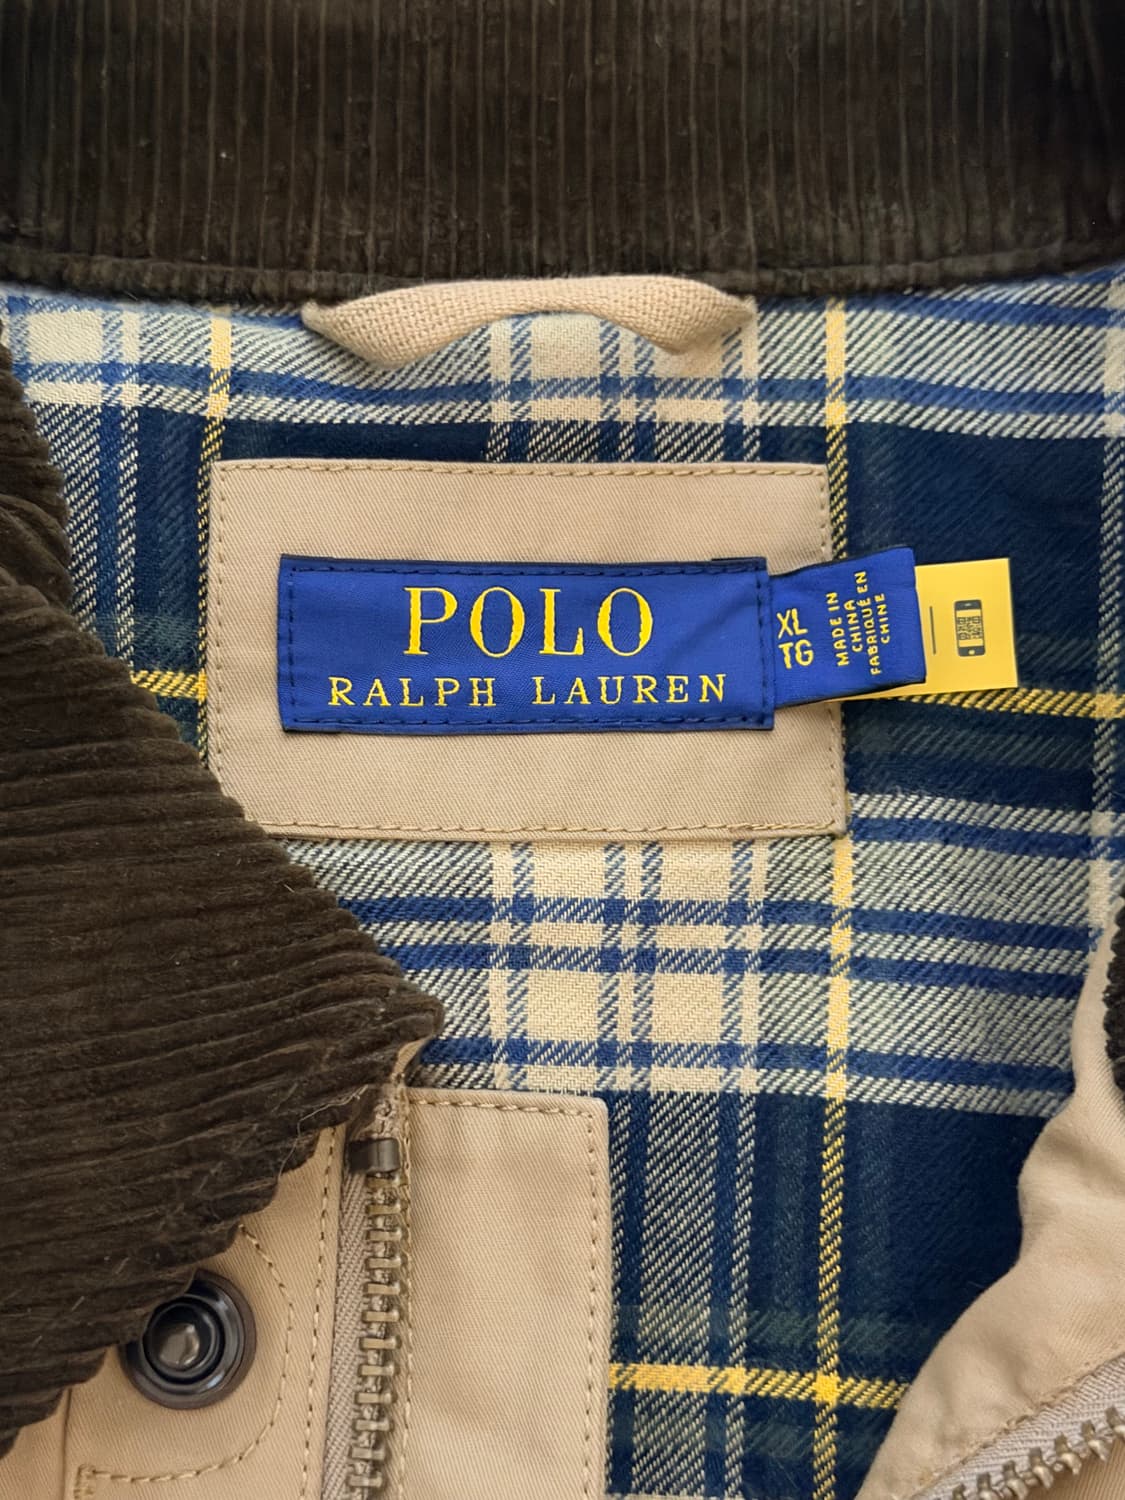 POLO
RALPH LAUREN
XL
TG
MADE IN
CHINA
FABRIQUÉ EN
CHINE